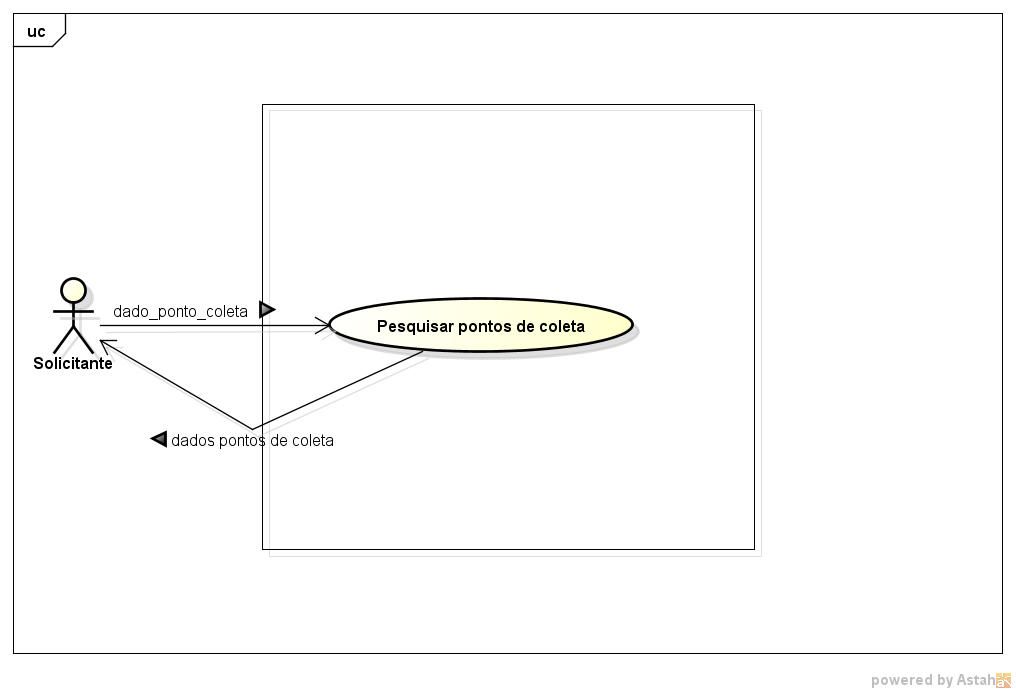 uc
dado_ponto_coleta
Pesquisar pontos de coleta
Solicitante
dados pontos de coleta
powered by Astah